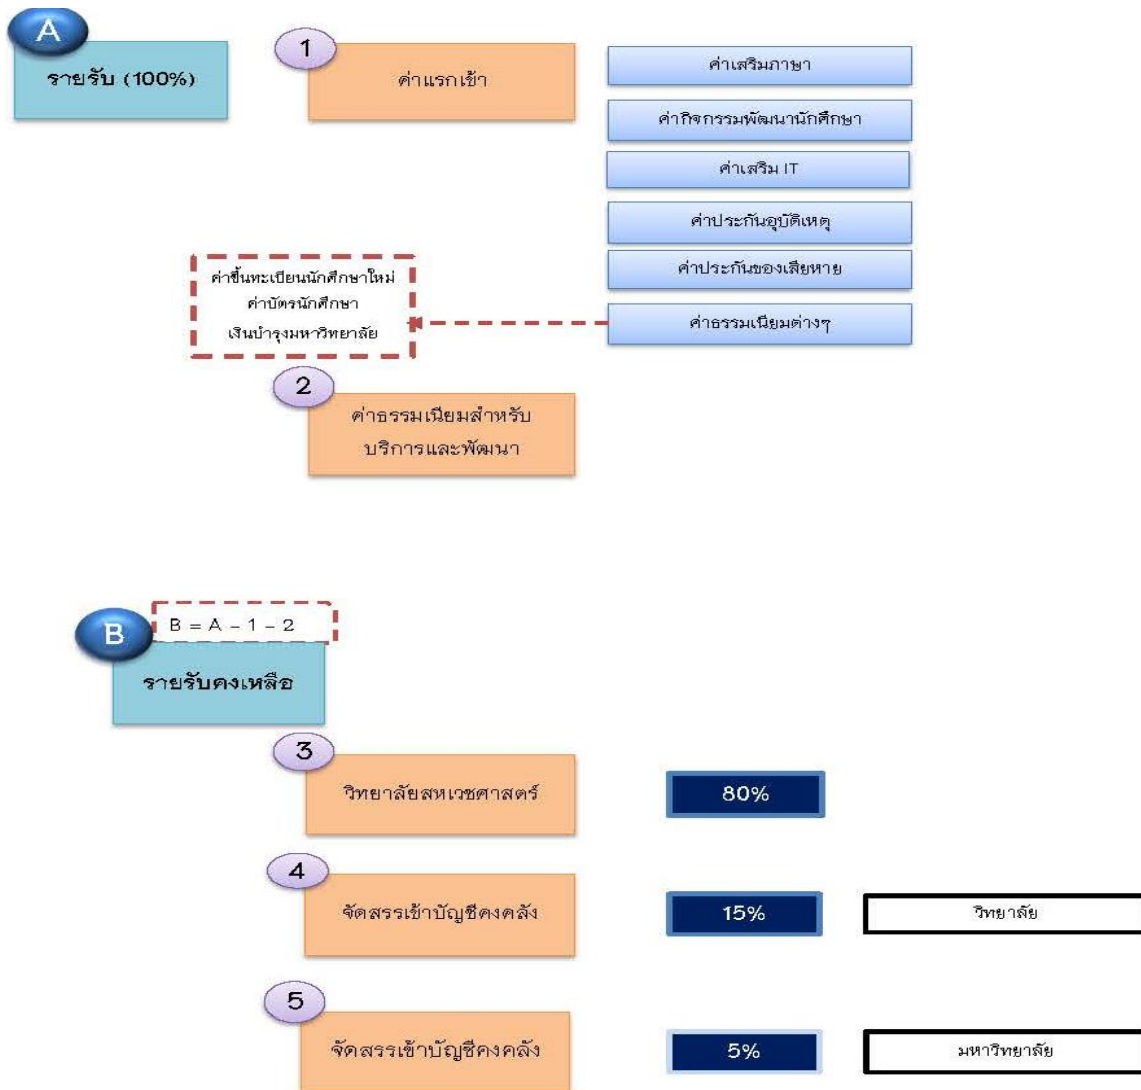 A
รายรับ (100%)
1
ค่าแรกเข้า
ค่าเสริมภาษา
ค่ากิจกรรมพัฒนานักศึกษา
ค่าเสริม IT
ค่าประกันอุบัติเหตุ
ค่าประกันของเสียหาย
ค่าธรรมเนียมต่างๆ
ค่าขึ้นทะเบียนนักศึกษาใหม่
ค่าบัตรนักศึกษา
เงินบำรุงมหาวิทยาลัย
2
ค่าธรรมเนียมสำหรับ
บริการและพัฒนา
B
B = A - 1 - 2
รายรับคงเหลือ
3
วิทยาลัยสหเวชศาสตร์
80%
4
จัดสรรเข้าบัญชีคงคลัง
15%
วิทยาลัย
5
จัดสรรเข้าบัญชีคงคลัง
5%
มหาวิทยาลัย